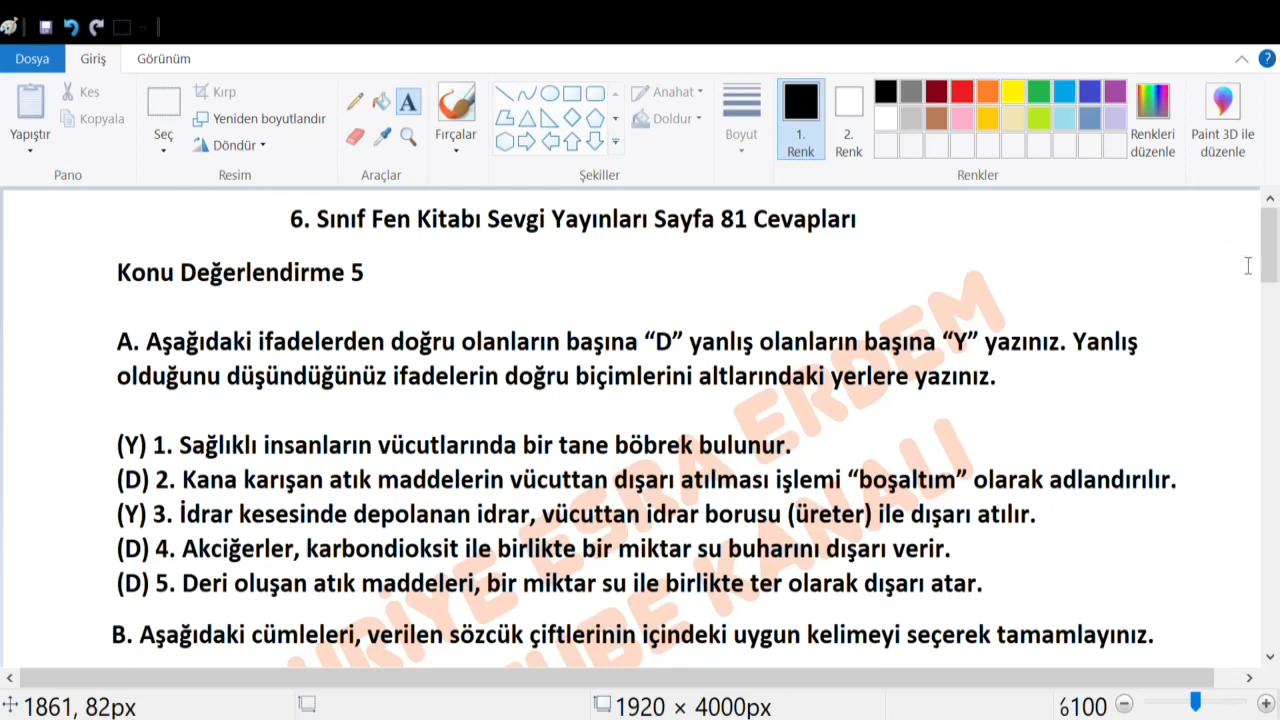 Dosya Giriş Görünüm
Yapıştır
Kes
Kopyala
Pano
Seç
Kırp
Yeniden boyutlandır
Döndür
Resim
A
Araçlar
Fırçalar
Anahat
Doldur
Şekiller
Boyut
1.
Renk
2.
Renk
Renkler
Renkleri
düzenle
Paint 3D ile
düzenle
6. Sınıf Fen Kitabı Sevgi Yayınları Sayfa 81 Cevapları
Konu Değerlendirme 5
A. Aşağıdaki ifadelerden doğru olanların başına “D” yanlış olanların başına “Y” yazınız. Yanlış
olduğunu düşündüğünüz ifadelerin doğru biçimlerini altlarındaki yerlere yazınız.
(Y) 1. Sağlıklı insanların vücutlarında bir tane böbrek bulunur.
(D) 2. Kana karışan atık maddelerin vücuttan dışarı atılması işlemi “boşaltım” olarak adlandırılır.
(Y) 3. İdrar kesesinde depolanan idrar, vücuttan idrar borusu (üreter) ile dışarı atılır.
(D) 4. Akciğerler, karbondioksit ile birlikte bir miktar su buharını dışarı verir.
(D) 5. Deri oluşan atık maddeleri, bir miktar su ile birlikte ter olarak dışarı atar.
B. Aşağıdaki cümleleri, verilen sözcük çiftlerinin içindeki uygun kelimeyi seçerek tamamlayınız.
ESRA ERDEM
KANALI
1861, 82px
1920 × 4000px